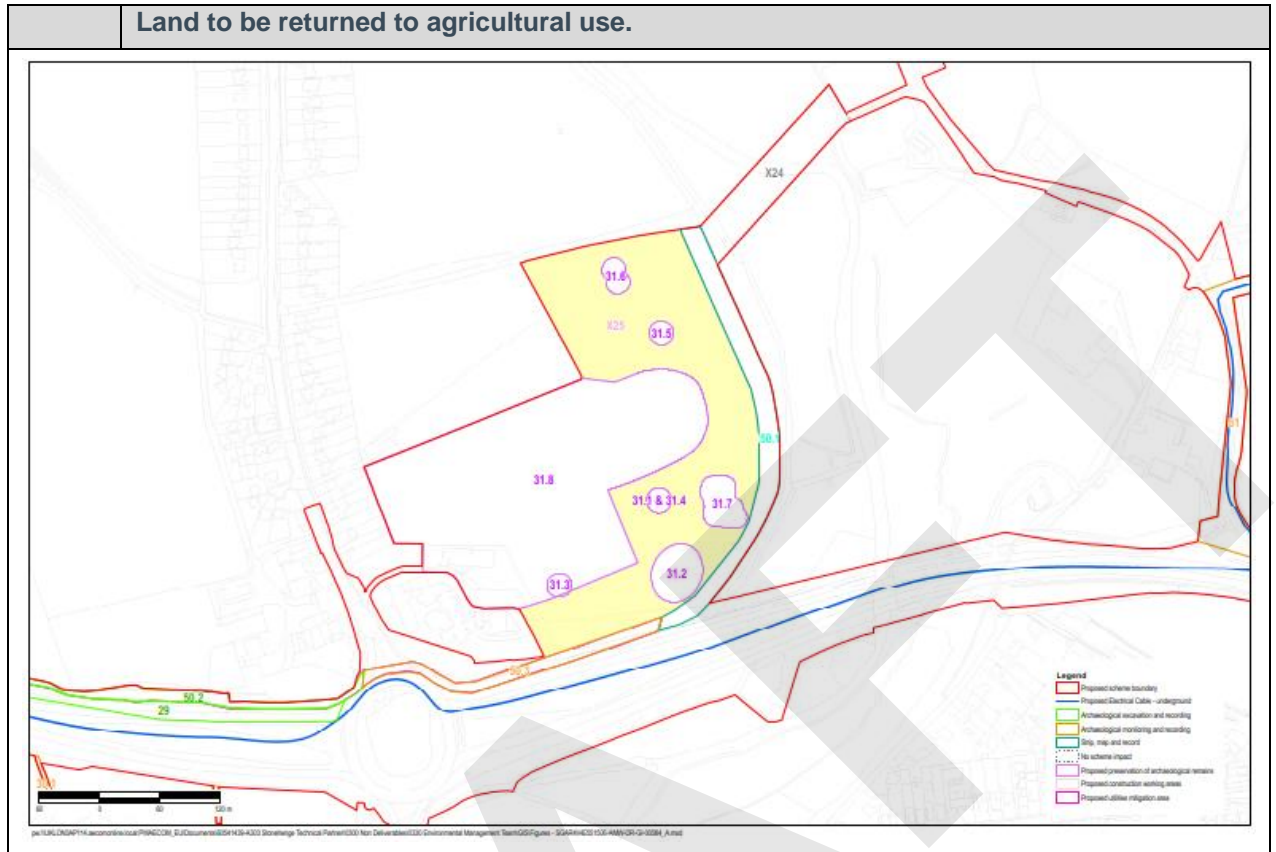 Land to be returned to agricultural use.
X24
31.6
X25
31.5
31.8
31.1 & 31.4
31.7
31.2
31.3
50.2
29
Legend
Proposed scheme boundary
Proposed Electrical Cable - underground
Archaeological excavation and recording
Archaeological monitoring and recording
Strip, map and record
No scheme impact
Proposed preservation of archaeological remains
Proposed construction working areas
Proposed utilities mitigation area
60
0
60
120 m